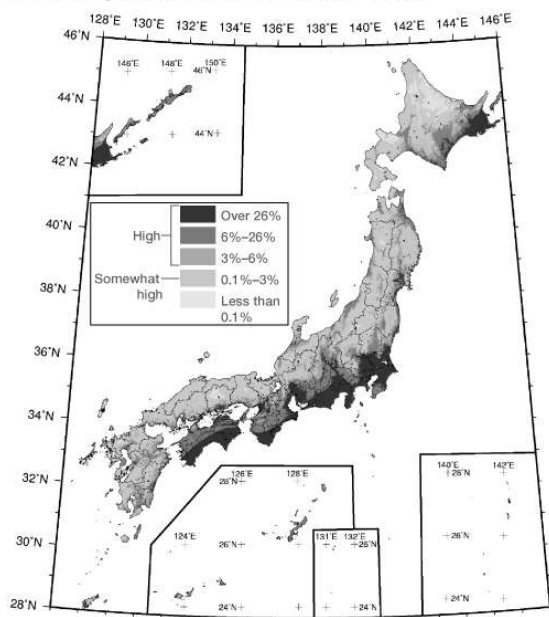 128°E 130°E 132°E 134°E 136°E 138°E 140°E 142°E 144°E 146°E
46°N
44°N
42°N
40°N
38°N
36°N
34°N
32°N
30°N
28°N
146°E 148°E 150°E
46°N
44°N
High
Over 26%
6%–26%
3%–6%
Somewhat
high
0.1%–3%
Less than
0.1%
126°E 128°E
28°N
124°E
26°N
24°N
131°E 132°E
26°N
24°N
140°E 142°E
28°N
26°N
24°N